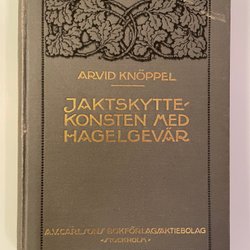 ARVID KNÖPPEL
JAKTSKYTTE-
KONSTEN MED
HAGELGEVÄR
A.V. CARLSONS BOKFÖRLAGSAKTIEBOLAG
STOCKHOLM